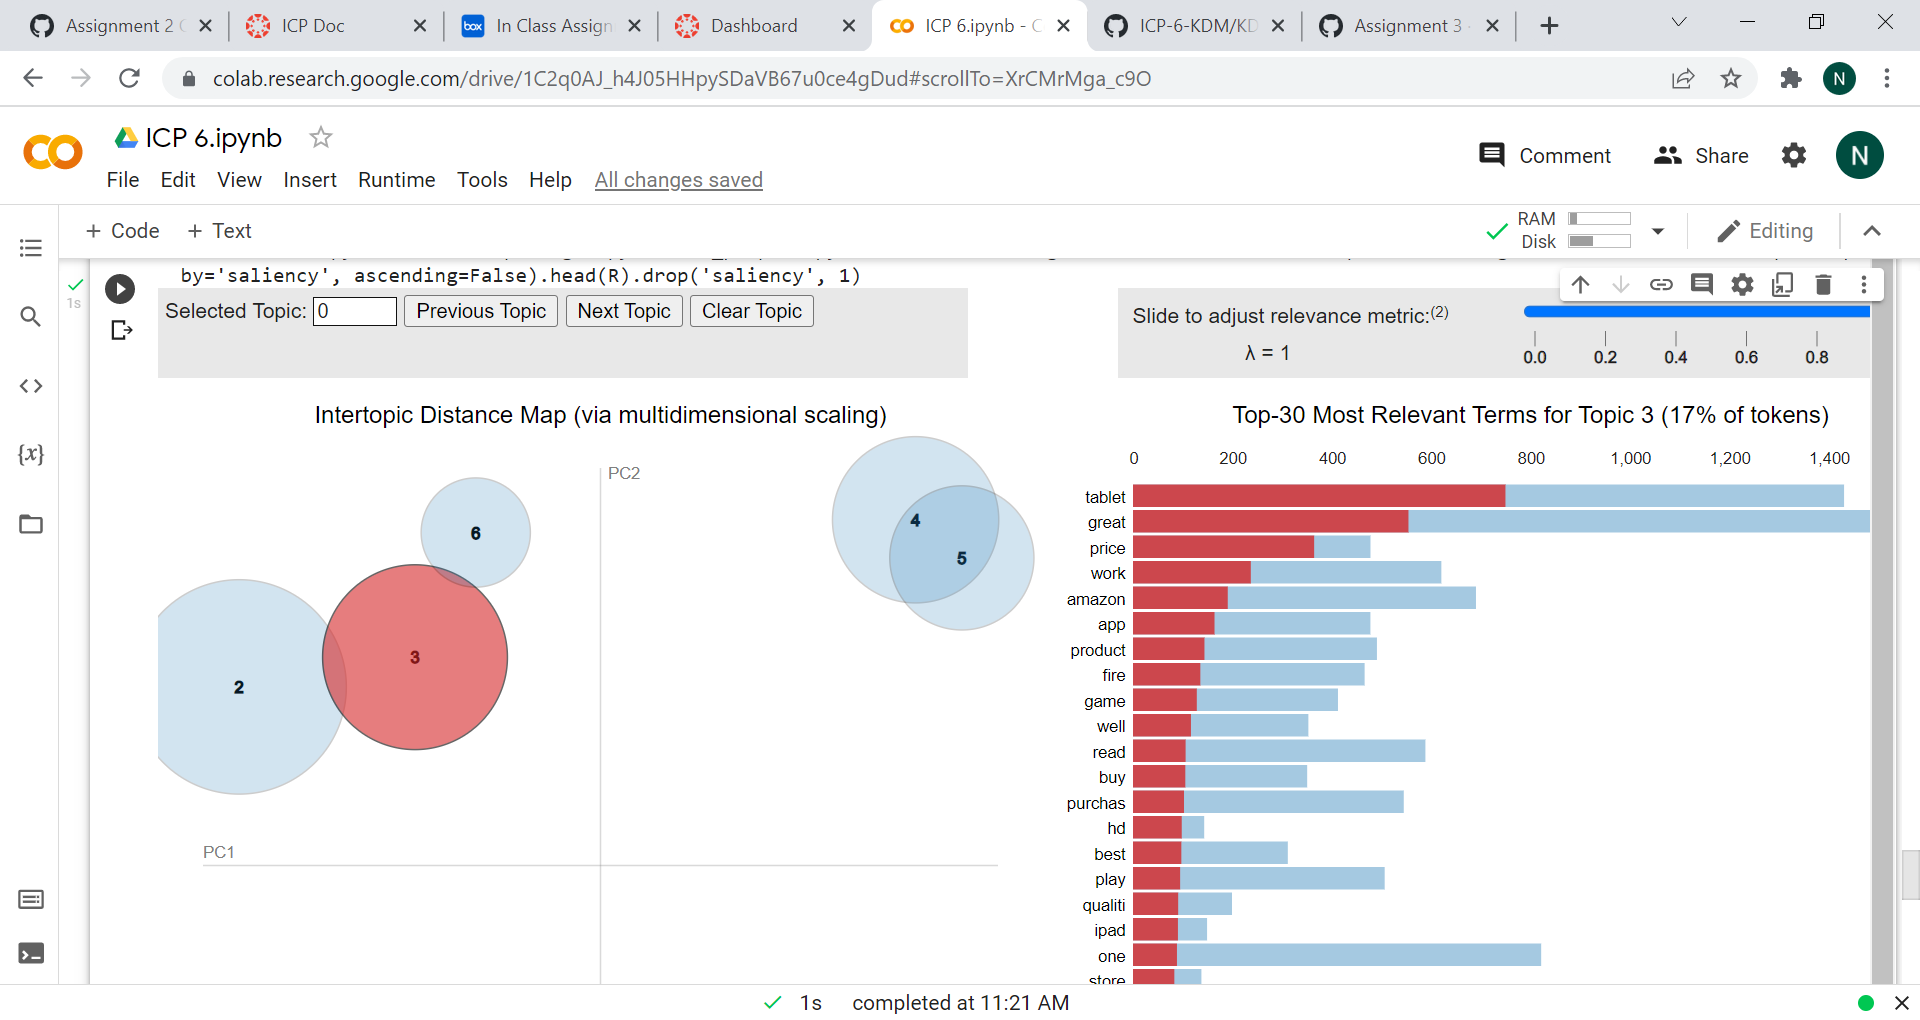 Assignment 2
ICP Doc
In Class Assign
Dashboard
ICP 6.ipynb - C
ICP-6-KDM/KD
Assignment 3
colab.research.google.com/drive/1C2q0AJ_h4J05HHpySDaVB67u0ce4gDud#scrollTo=XrCMrMga_c9O
N
ICP 6.ipynb
Comment
Share
N
File Edit View Insert Runtime Tools Help All changes saved
+ Code + Text
RAM
Disk
Editing
by='saliency', ascending=False).head(R).drop('saliency', 1)
1s
Selected Topic: 0 Previous Topic Next Topic Clear Topic
Slide to adjust relevance metric:(2)
λ = 1
0.0 0.2 0.4 0.6 0.8
Intertopic Distance Map (via multidimensional scaling)
PC2
6
4
5
3
2
PC1
Top-30 Most Relevant Terms for Topic 3 (17% of tokens)
0 200 400 600 800 1,000 1,200 1,400
tablet
great
price
work
amazon
app
product
fire
game
well
read
buy
purchas
hd
best
play
qualiti
ipad
one
store
1s completed at 11:21 AM